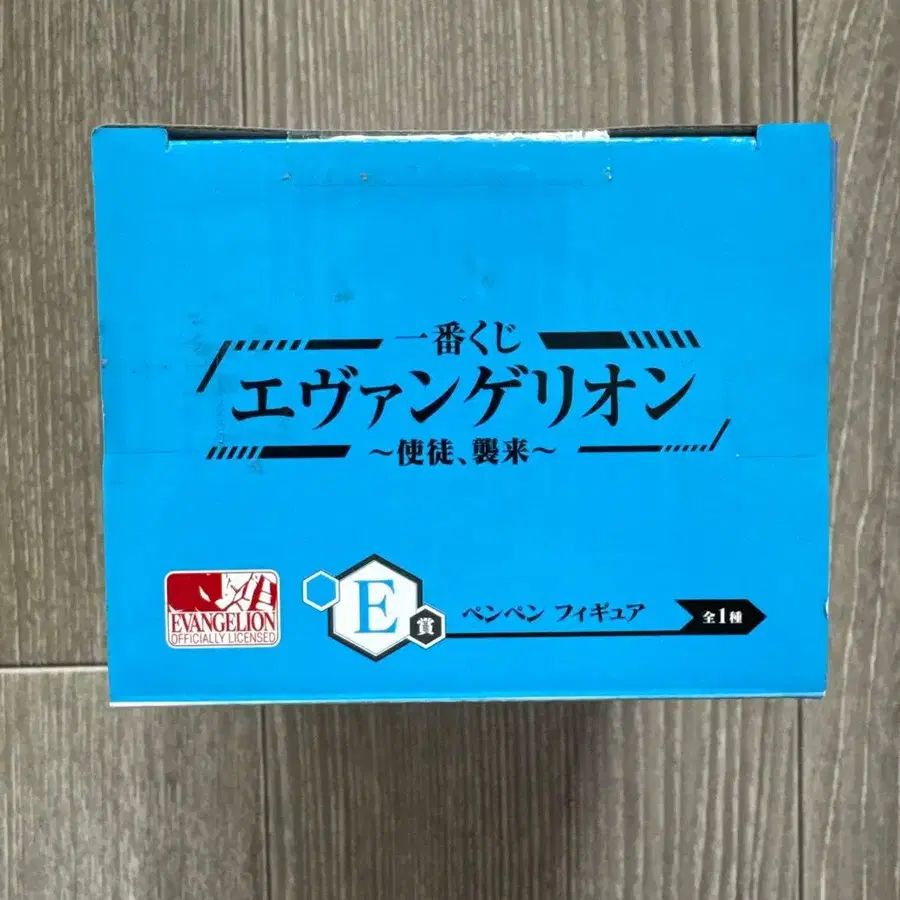 一番くじ
エヴァンゲリオン
~使徒、襲来~
EVANGELION
OFFICIALLY LICENSED
E賞
ペンペン フィギュア
全1種